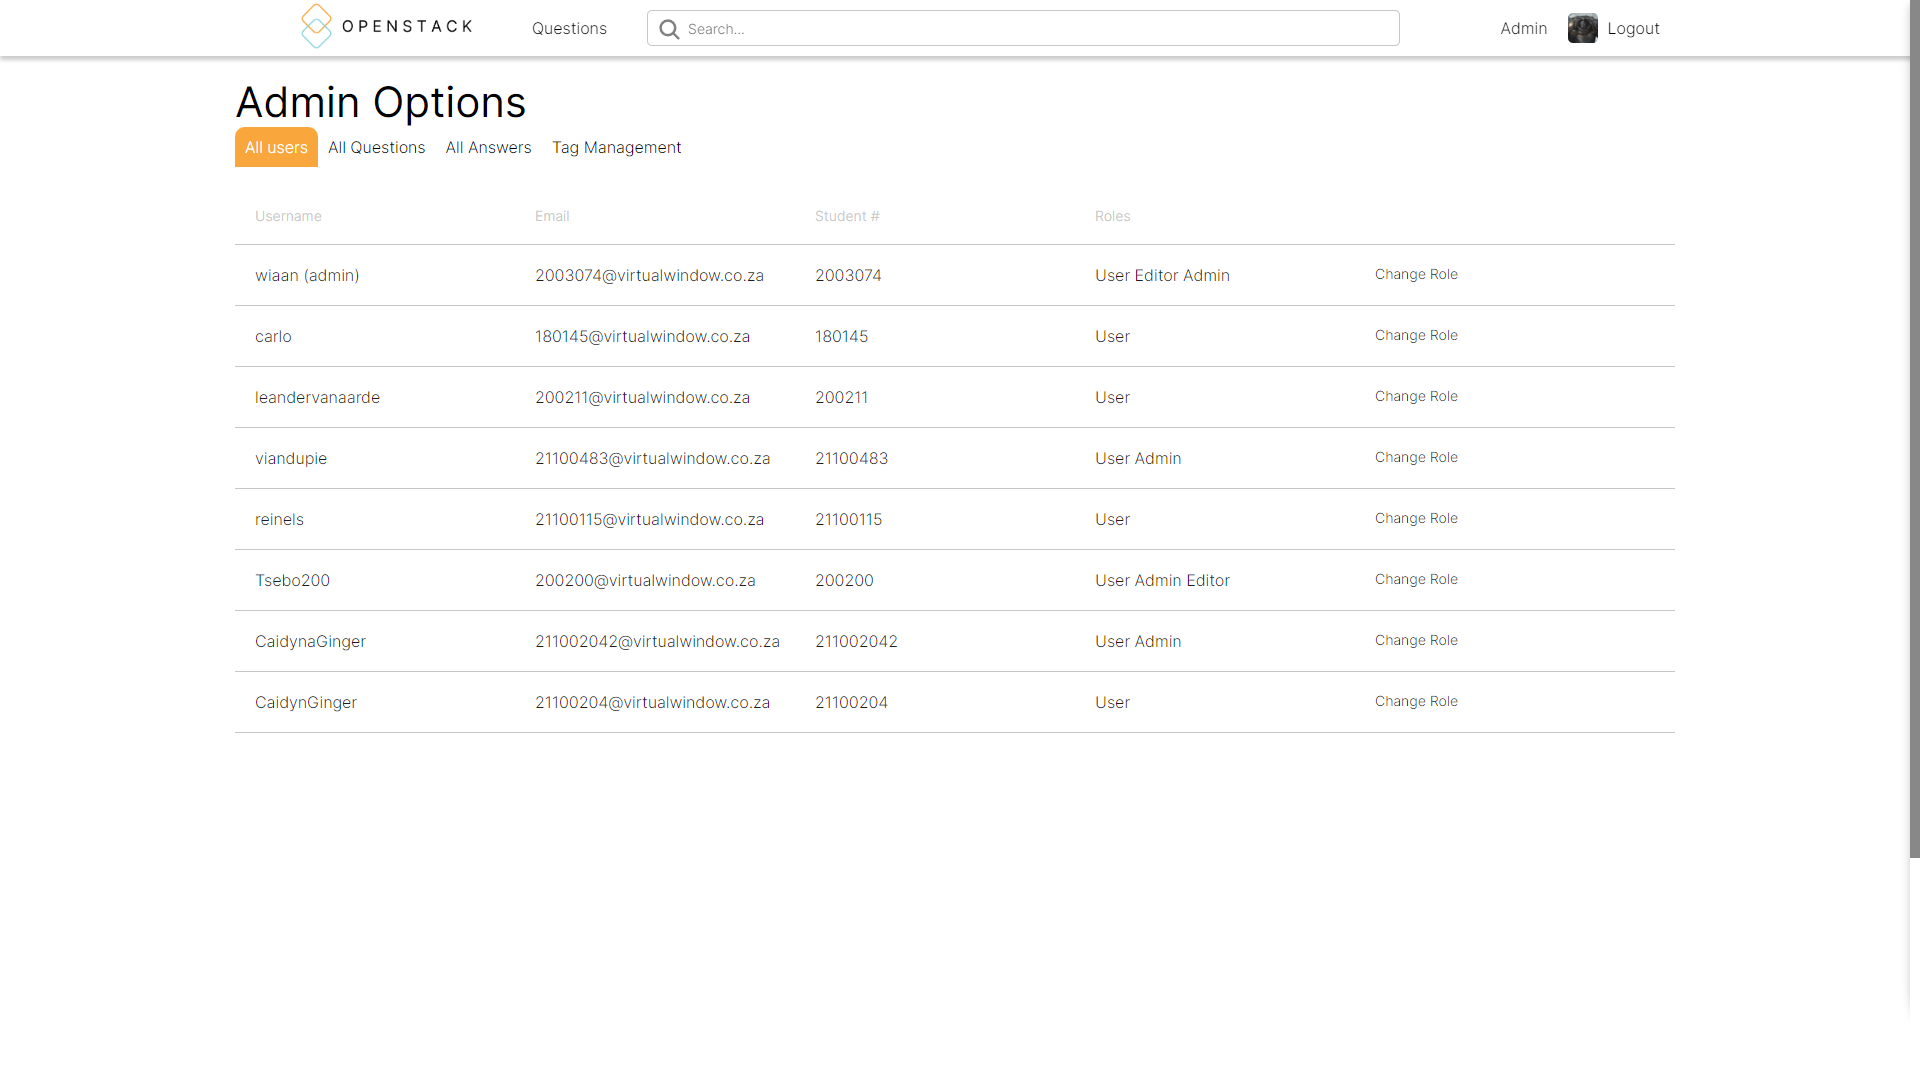 OPENSTACK Questions Search... Admin Logout
Admin Options
All users All Questions All Answers Tag Management
Username Email Student # Roles
wiaan (admin) 2003074@virtualwindow.co.za 2003074 User Editor Admin Change Role
carlo 180145@virtualwindow.co.za 180145 User Change Role
leandervanaarde 200211@virtualwindow.co.za 200211 User Change Role
viandupie 21100483@virtualwindow.co.za 21100483 User Admin Change Role
reinels 21100115@virtualwindow.co.za 21100115 User Change Role
Tsebo200 200200@virtualwindow.co.za 200200 User Admin Editor Change Role
CaidynaGinger 211002042@virtualwindow.co.za 211002042 User Admin Change Role
CaidynGinger 21100204@virtualwindow.co.za 21100204 User Change Role